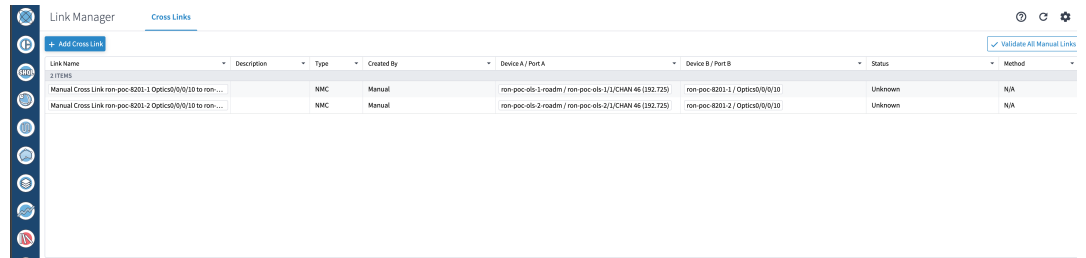 Link Manager Cross Links
+ Add Cross Link Validate All Manual Links
Link Name Description Type Created By Device A / Port A Device B / Port B Status Method
2 ITEMS
Manual Cross Link ron-poc-8201-1 Optics0/0/0/10 to ron-... NMC Manual ron-poc-ols-1-roadm / ron-poc-ols-1/1/CHAN 46 (192.725) ron-poc-8201-1 / Optics0/0/0/10 Unknown N/A
Manual Cross Link ron-poc-8201-2 Optics0/0/0/10 to ron-... NMC Manual ron-poc-ols-2-roadm / ron-poc-ols-2/1/CHAN 46 (192.725) ron-poc-8201-2 / Optics0/0/0/10 Unknown N/A